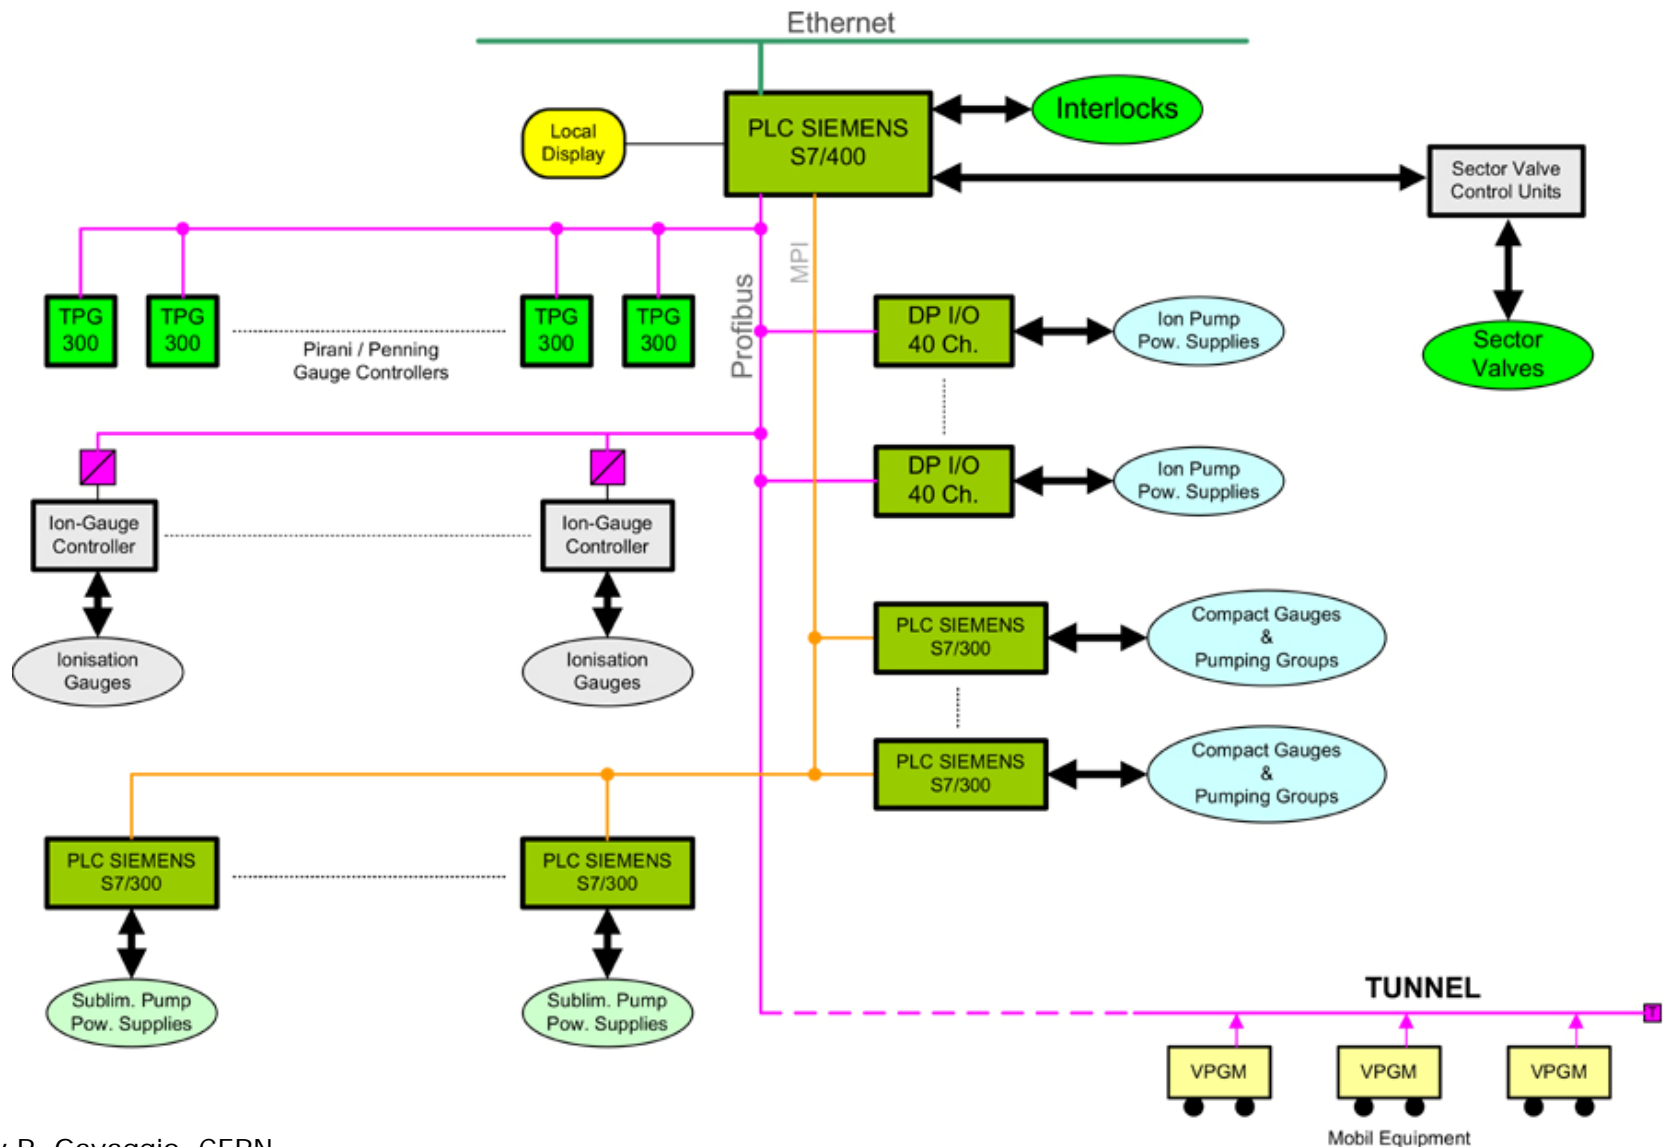 Ethernet
Local
Display
PLC SIEMENS
S7/400
Interlocks
Sector Valve
Control Units
Sector
Valves
MPI
Profibus
TPG
300
TPG
300
TPG
300
TPG
300
Pirani / Penning
Gauge Controllers
DP I/O
40 Ch.
Ion Pump
Pow. Supplies
DP I/O
40 Ch.
Ion Pump
Pow. Supplies
Ion-Gauge
Controller
Ion-Gauge
Controller
Ionisation
Gauges
Ionisation
Gauges
PLC SIEMENS
S7/300
Compact Gauges
&
Pumping Groups
PLC SIEMENS
S7/300
Compact Gauges
&
Pumping Groups
PLC SIEMENS
S7/300
PLC SIEMENS
S7/300
Sublim. Pump
Pow. Supplies
Sublim. Pump
Pow. Supplies
TUNNEL
T
VPGM
VPGM
VPGM
Mobil Equipment